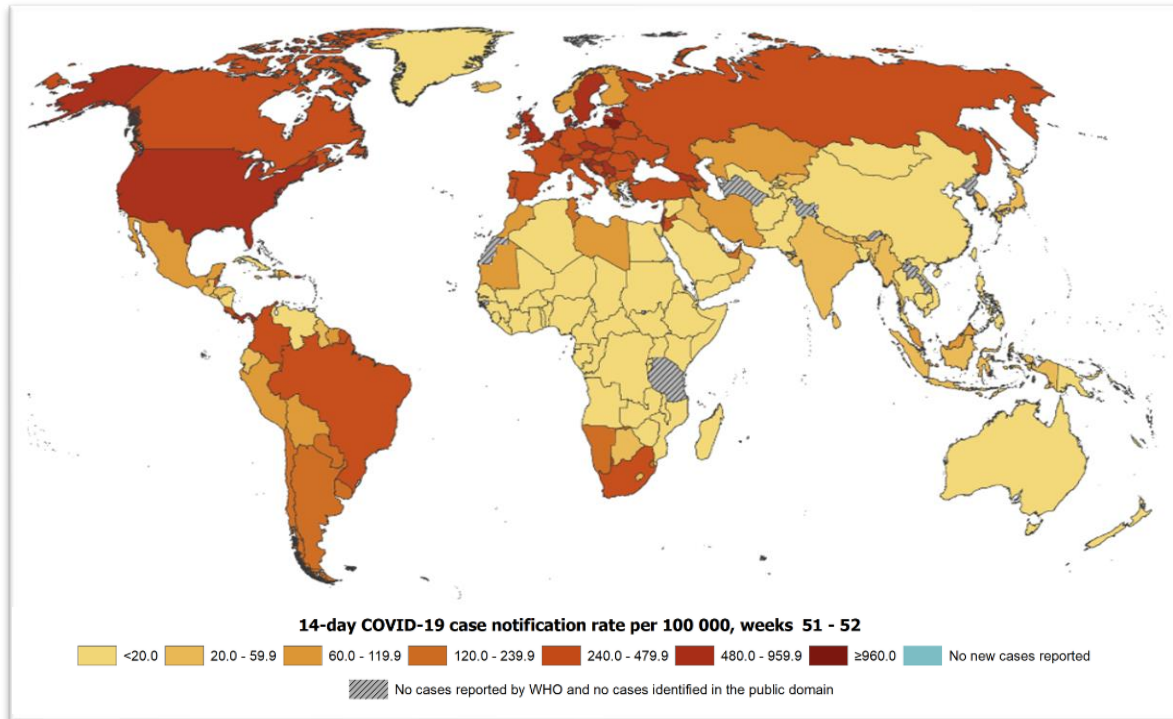 14-day COVID-19 case notification rate per 100 000, weeks 51 - 52
<20.0 20.0 - 59.9 60.0 - 119.9 120.0 - 239.9 240.0 - 479.9 480.0 - 959.9 ≥960.0 No new cases reported
No cases reported by WHO and no cases identified in the public domain